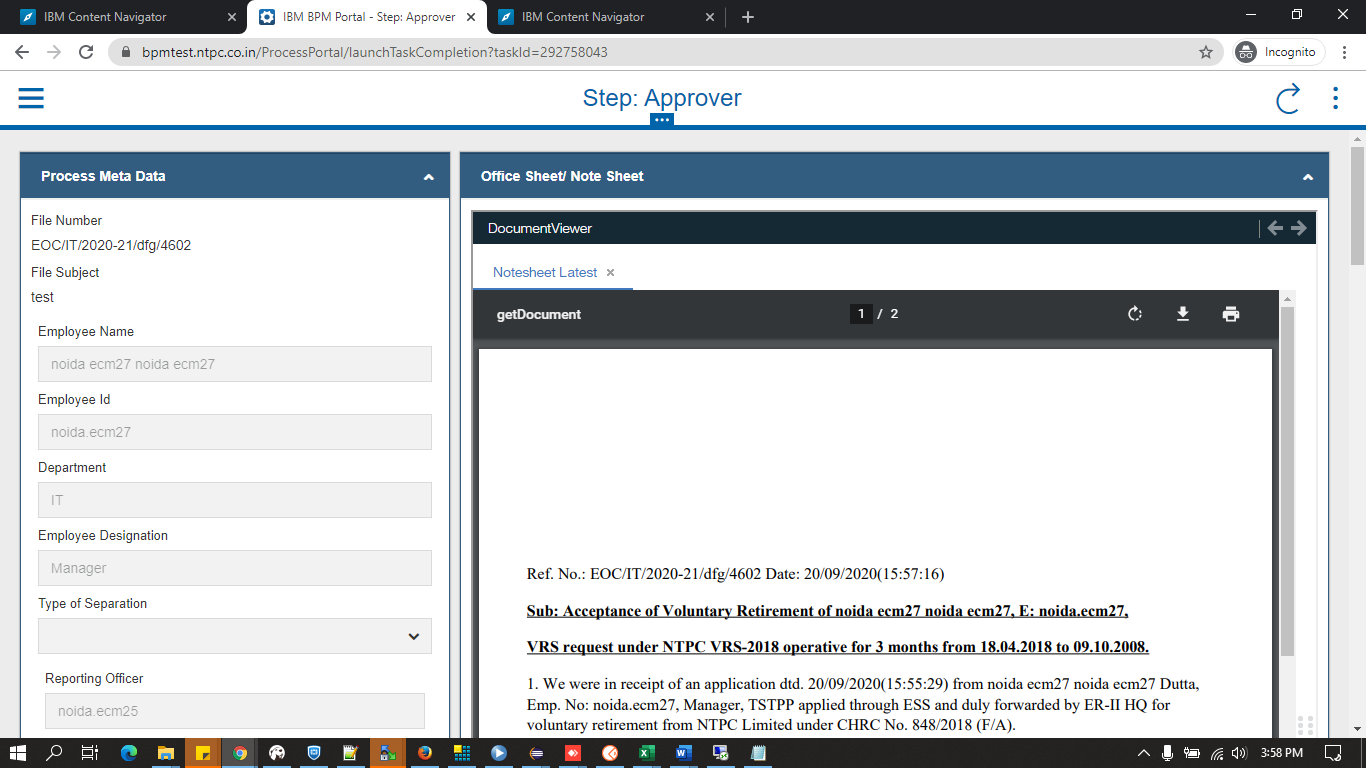 IBM Content Navigator
IBM BPM Portal - Step: Approver
IBM Content Navigator
bpmtest.ntpc.co.in/ProcessPortal/launchTaskCompletion?taskId=292758043
Incognito
Step: Approver
Process Meta Data
File Number
EOC/IT/2020-21/dfg/4602
File Subject
test
Employee Name
noida ecm27 noida ecm27
Employee Id
noida.ecm27
Department
IT
Employee Designation
Manager
Type of Separation
Reporting Officer
noida.ecm25
Office Sheet/ Note Sheet
DocumentViewer
Notesheet Latest
getDocument
1 / 2
Ref. No.: EOC/IT/2020-21/dfg/4602 Date: 20/09/2020(15:57:16)
Sub: Acceptance of Voluntary Retirement of noida ecm27 noida ecm27, E: noida.ecm27,
VRS request under NTPC VRS-2018 operative for 3 months from 18.04.2018 to 09.10.2008.
1. We were in receipt of an application dtd. 20/09/2020(15:55:29) from noida ecm27 noida ecm27 Dutta,
Emp. No: noida.ecm27, Manager, TSTPP applied through ESS and duly forwarded by ER-II HQ for
voluntary retirement from NTPC Limited under CHRC No. 848/2018 (F/A).
3:58 PM